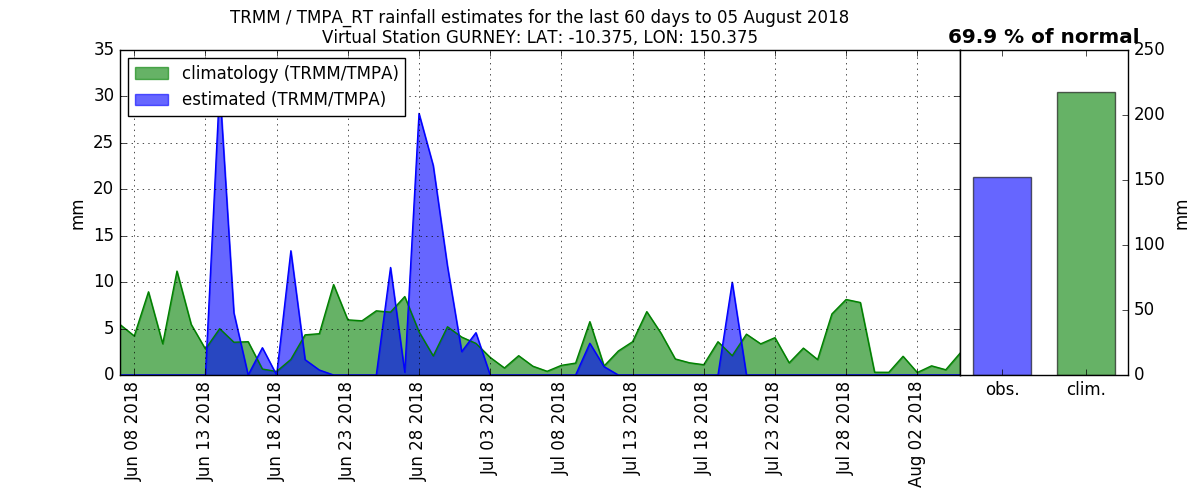 TRMM / TMPA_RT rainfall estimates for the last 60 days to 05 August 2018
Virtual Station GURNEY: LAT: -10.375, LON: 150.375
69.9 % of normal
climatology (TRMM/TMPA)
estimated (TRMM/TMPA)
35
30
25
20
15
10
5
0
mm
Jun 08 2018
Jun 13 2018
Jun 18 2018
Jun 23 2018
Jun 28 2018
Jul 03 2018
Jul 08 2018
Jul 13 2018
Jul 18 2018
Jul 23 2018
Jul 28 2018
Aug 02 2018
obs.
clim.
250
200
150
100
50
0
mm